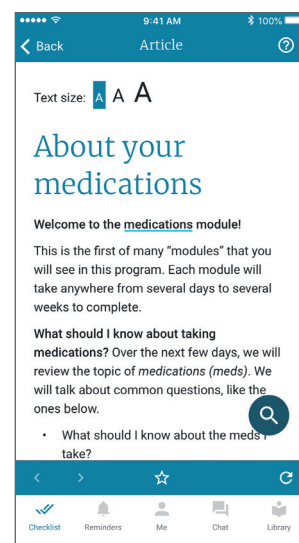 9:41 AM
100%
Back
Article
Text size: A A A
About your
medications
Welcome to the medications module!
This is the first of many “modules” that you
will see in this program. Each module will
take anywhere from several days to several
weeks to complete.
What should I know about taking
medications? Over the next few days, we will
review the topic of medications (meds). We
will talk about common questions, like the
ones below.
• What should I know about the meds I
take?
Checklist
Reminders
Me
Chat
Library